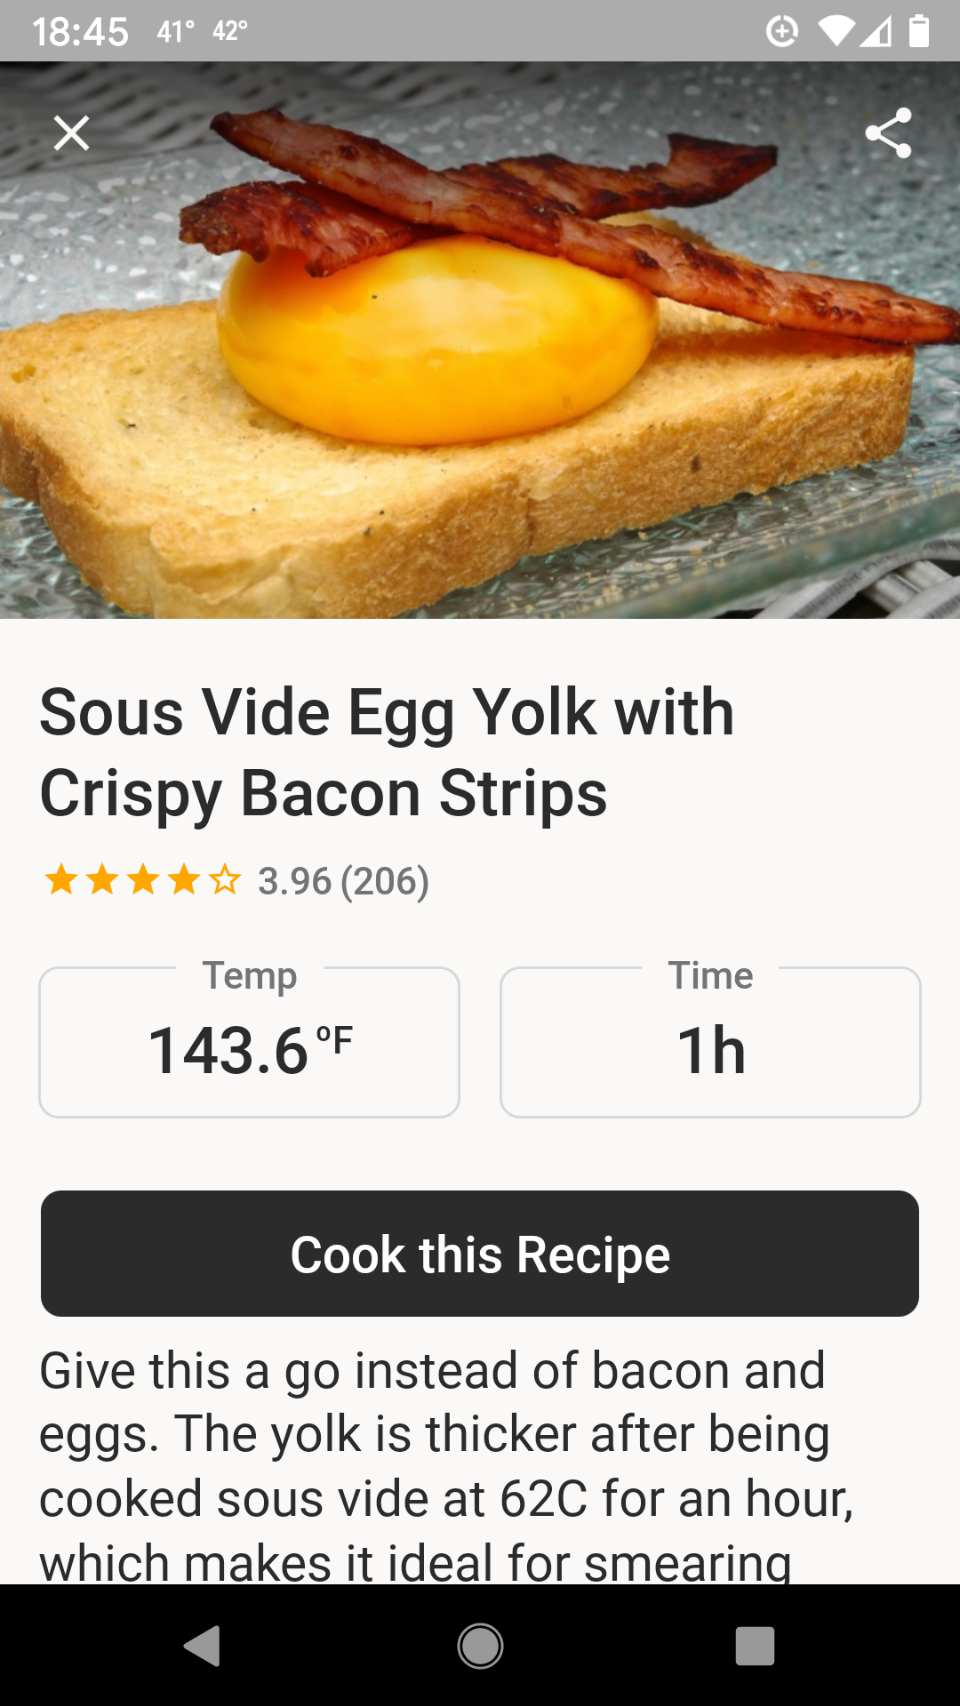 18:45 41° 42°
Sous Vide Egg Yolk with
Crispy Bacon Strips
3.96 (206)
Temp
143.6 ºF
Time
1h
Cook this Recipe
Give this a go instead of bacon and
eggs. The yolk is thicker after being
cooked sous vide at 62C for an hour,
which makes it ideal for smearing